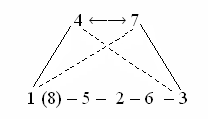 4 ⟷ 7
1 (8) – 5 – 2 – 6 – 3